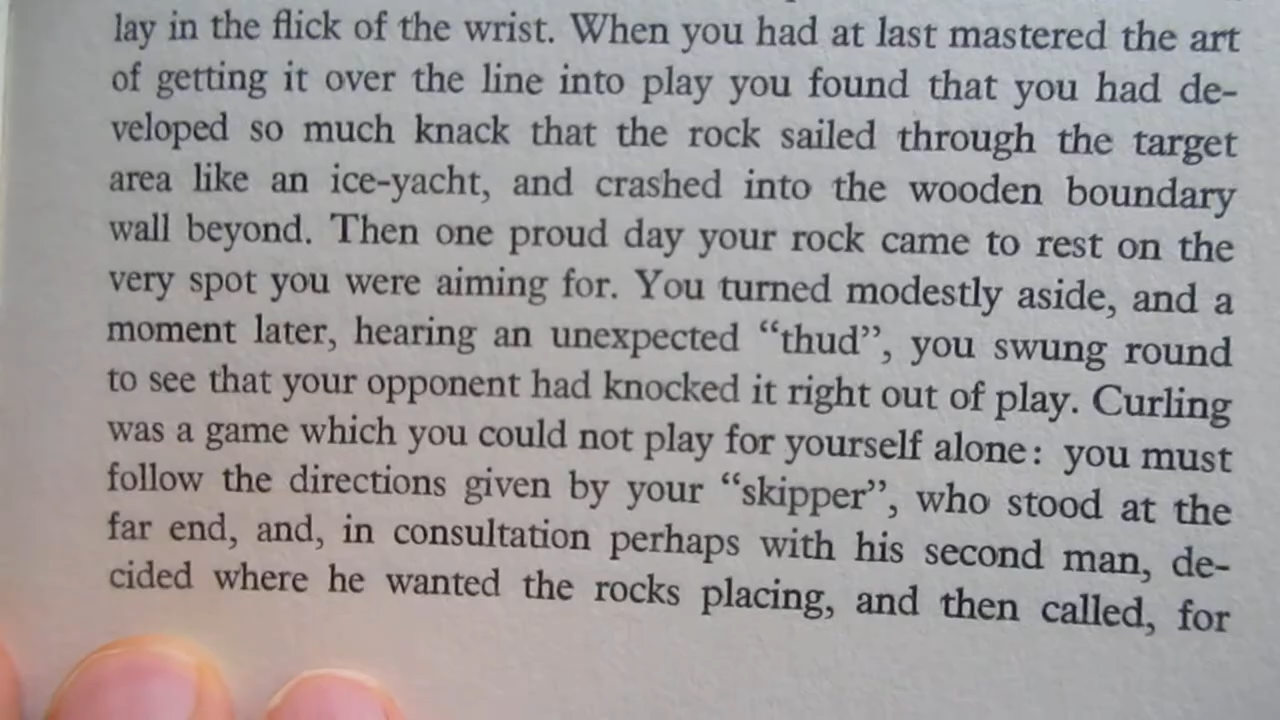 lay in the flick of the wrist. When you had at last mastered the art
of getting it over the line into play you found that you had de-
veloped so much knack that the rock sailed through the target
area like an ice-yacht, and crashed into the wooden boundary
wall beyond. Then one proud day your rock came to rest on the
very spot you were aiming for. You turned modestly aside, and a
moment later, hearing an unexpected “thud”, you swung round
to see that your opponent had knocked it right out of play. Curling
was a game which you could not play for yourself alone: you must
follow the directions given by your “skipper”, who stood at the
far end, and, in consultation perhaps with his second man, de-
cided where he wanted the rocks placing, and then called, for